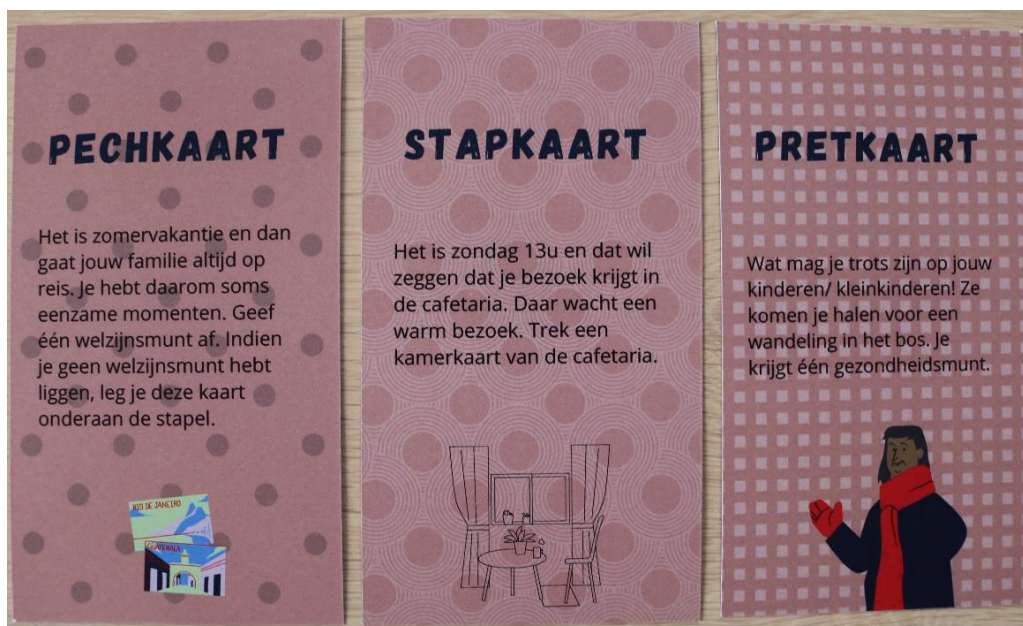 PECHKAART
Het is zomervakantie en dan
gaat jouw familie altijd op
reis. Je hebt daarom soms
eenzame momenten. Geef
één welzijnsmunt af. Indien
je geen welzijnsmunt hebt
liggen, leg je deze kaart
onderaan de stapel.
RIO DE JANEIRO
GUATEMALA
STAPKAART
Het is zondag 13u en dat wil
zeggen dat je bezoek krijgt in
de cafetaria. Daar wacht een
warm bezoek. Trek een
kamerkaart van de cafetaria.
PRETKAART
Wat mag je trots zijn op jouw
kinderen/ kleinkinderen! Ze
komen je halen voor een
wandeling in het bos. Je
krijgt één gezondheidsmunt.